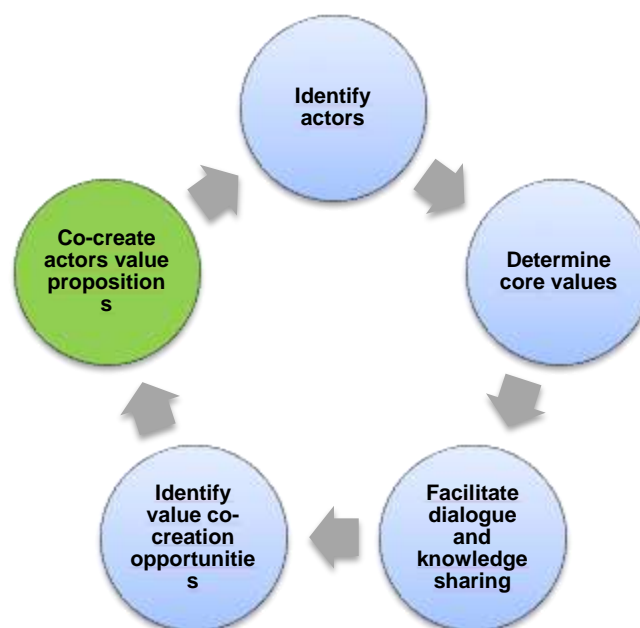 Identify
actors
Determine
core values
Facilitate
dialogue
and
knowledge
sharing
Identify
value co-
creation
opportunitie
s
Co-create
actors value
proposition
s